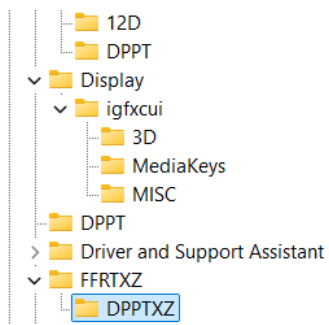 12D
DPPT
Display
igfxcui
3D
MediaKeys
MISC
DPPT
Driver and Support Assistant
FFRTXZ
DPPTXZ